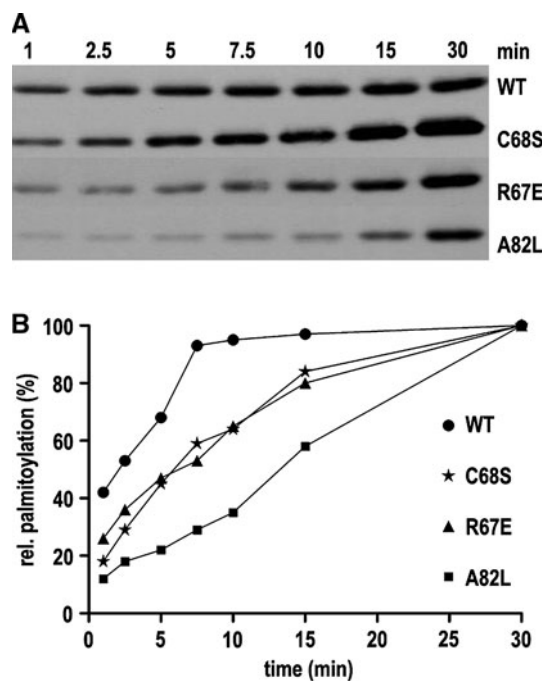 A
1 2.5 5 7.5 10 15 30 min
WT
C68S
R67E
A82L
B
100
80
60
40
20
0
rel. palmitoylation (%)
WT
C68S
R67E
A82L
0 5 10 15 20 25 30
time (min)